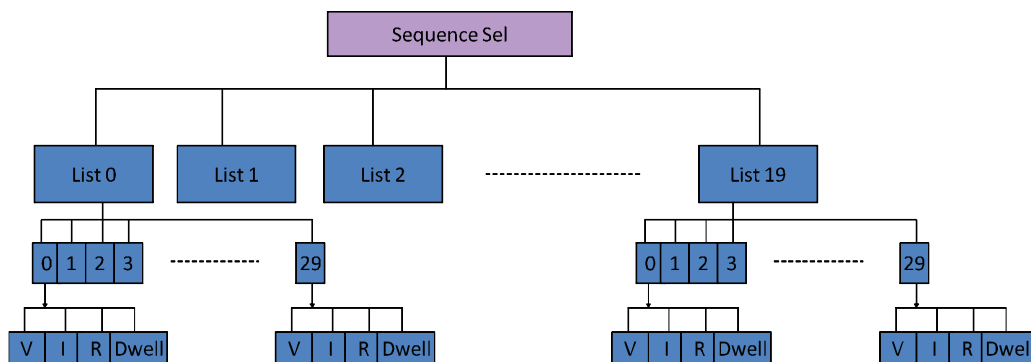 Sequence Sel
List 0 List 1 List 2 List 19
0 1 2 3 29 0 1 2 3 29
V I R Dwell V I R Dwell V I R Dwell V I R Dwel